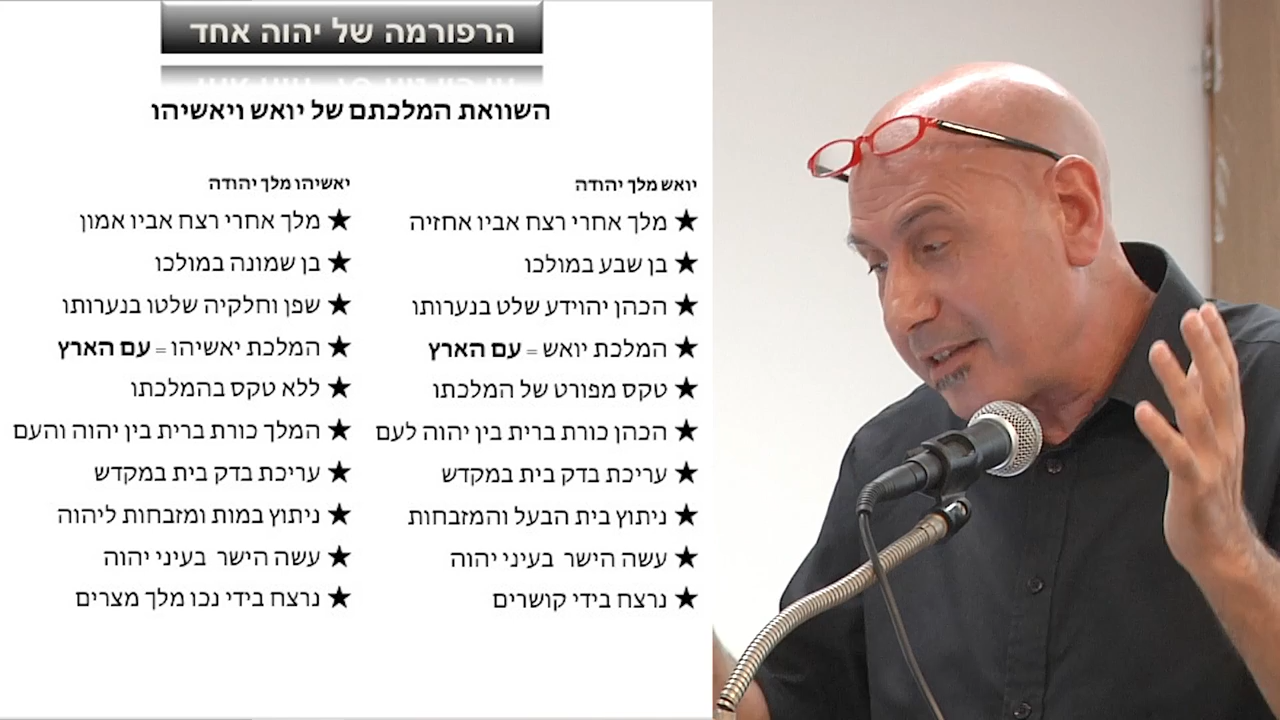 הרפורמה של יהוה אחד
השוואת המלכתם של יואש ויאשיהו
יואש מלך יהודה
★ מלך אחרי רצח אביו אחזיה
★ בן שבע במולכו
★ הכהן יהוידע שלט בנערותו
★ המלכת יואש = עם הארץ
★ טקס מפורט של המלכתו
★ הכהן כורת ברית בין יהוה לעם
★ עריכת בדק בית במקדש
★ ניתוץ בית הבעל והמזבחות
★ עשה הישר בעיני יהוה
★ נרצח בידי קושרים
יאשיהו מלך יהודה
★ מלך אחרי רצח אביו אמון
★ בן שמונה במולכו
★ שפן וחלקיה שלטו בנערותו
★ המלכת יאשיהו = עם הארץ
★ ללא טקס בהמלכתו
★ המלך כורת ברית בין יהוה והעם
★ עריכת בדק בית במקדש
★ ניתוץ במות ומזבחות ליהוה
★ עשה הישר בעיני יהוה
★ נרצח בידי נכו מלך מצרים